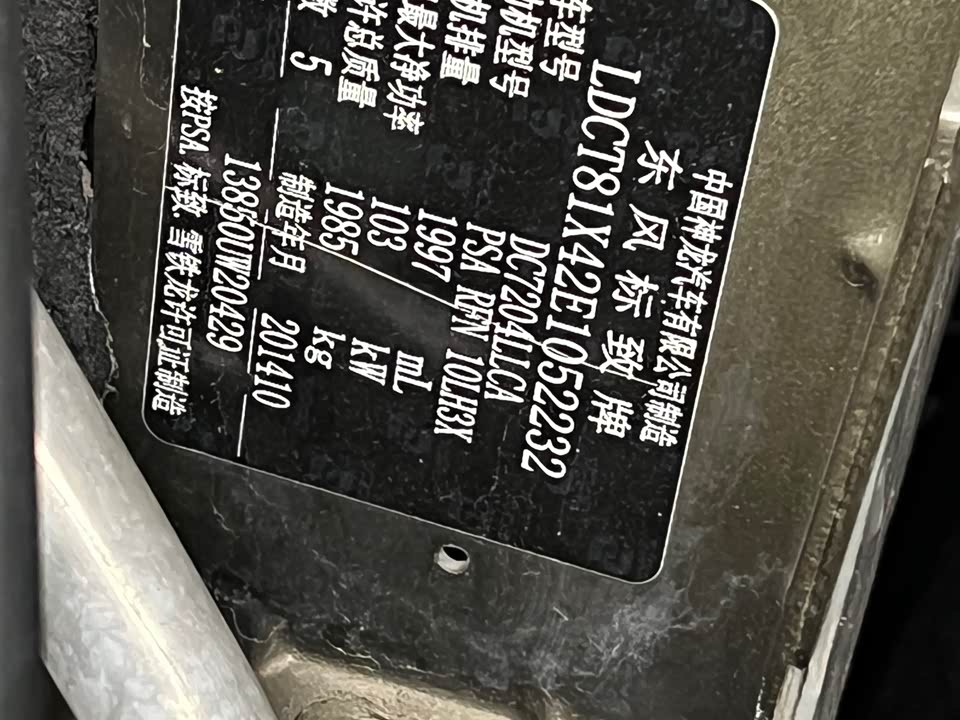 中国神龙汽车有限公司制造
东风标致牌
LDCT81X42E1052232
车型号 DC7204LLCA
机型号 PSA RFN 10LH3X
机排量 1997 mL
最大净功率 103 kW
许总质量 1985 kg
数 5 制造年月 201410
13850UW20429
按PSA 标致 雪铁龙许可证制造